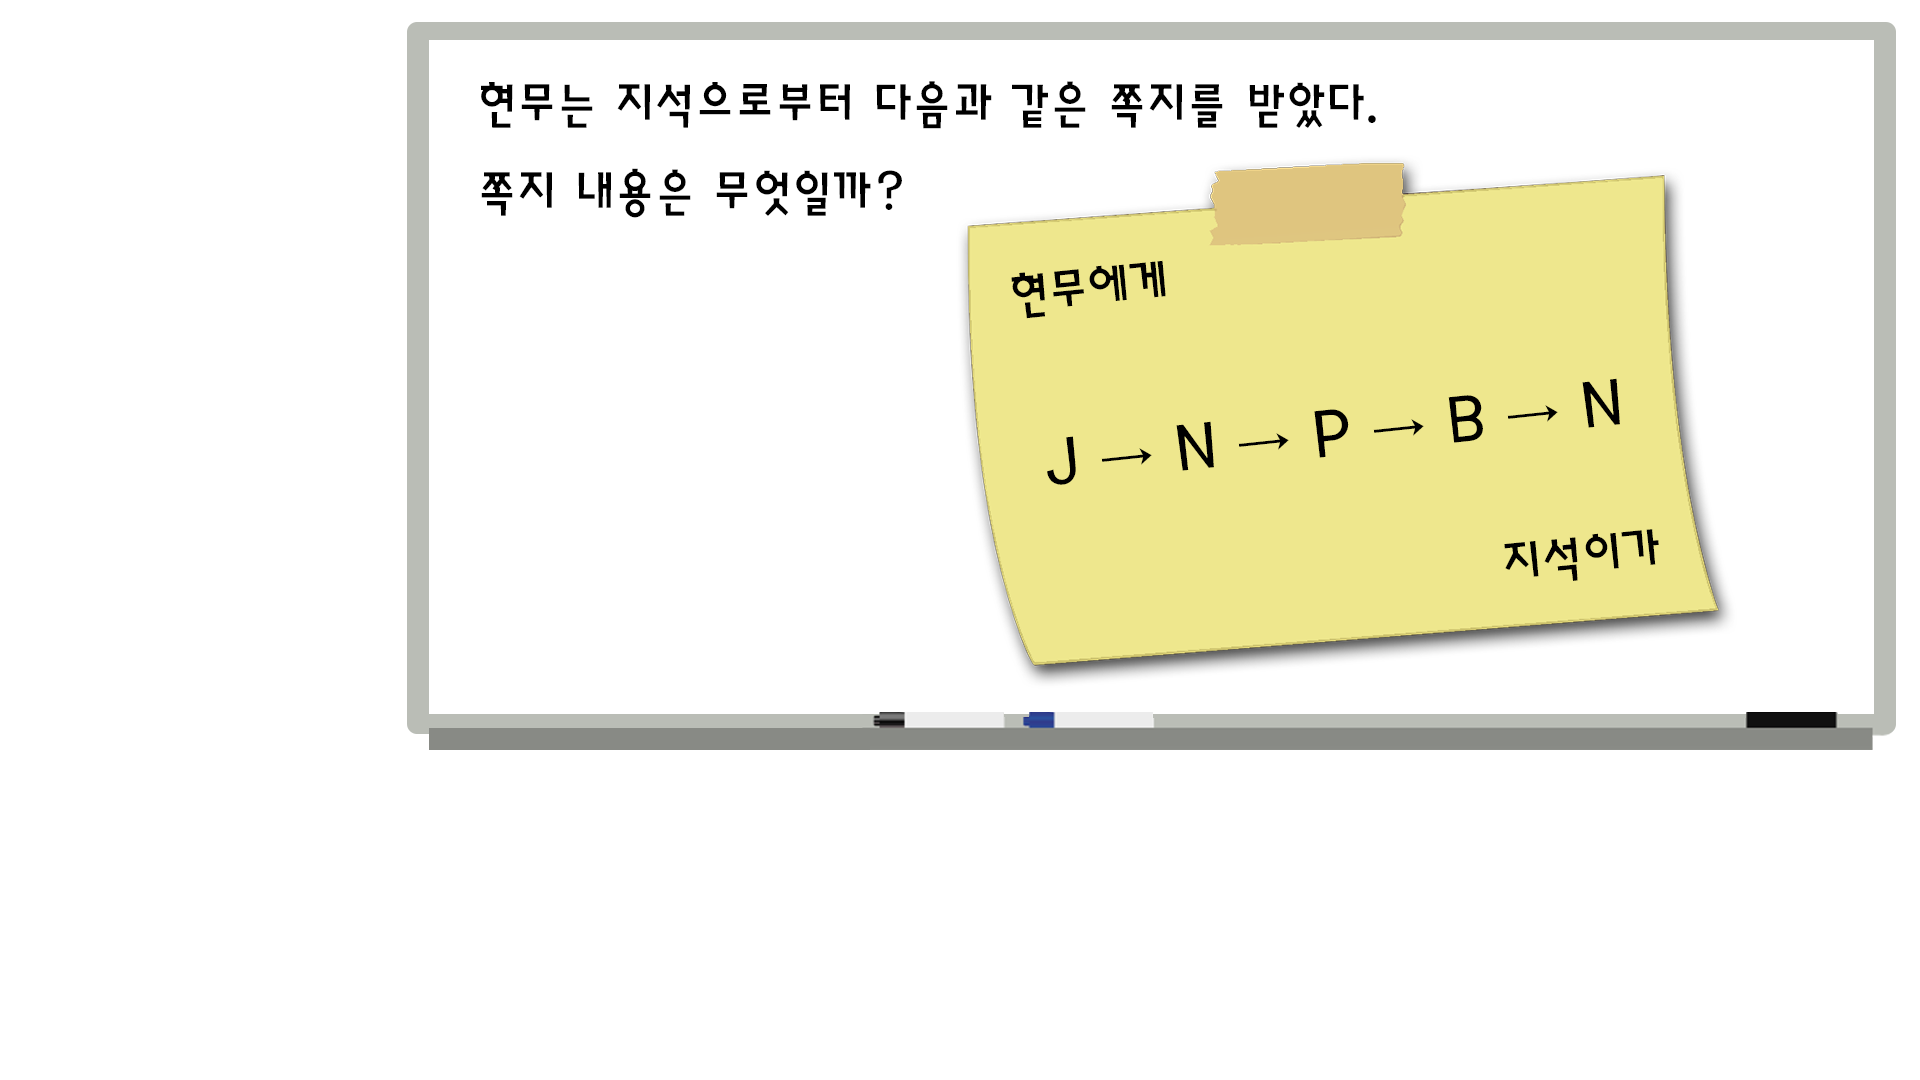 현무는 지석으로부터 다음과 같은 쪽지를 받았다.
쪽지 내용은 무엇일까?
현무에게
J → N → P → B → N
지석이가